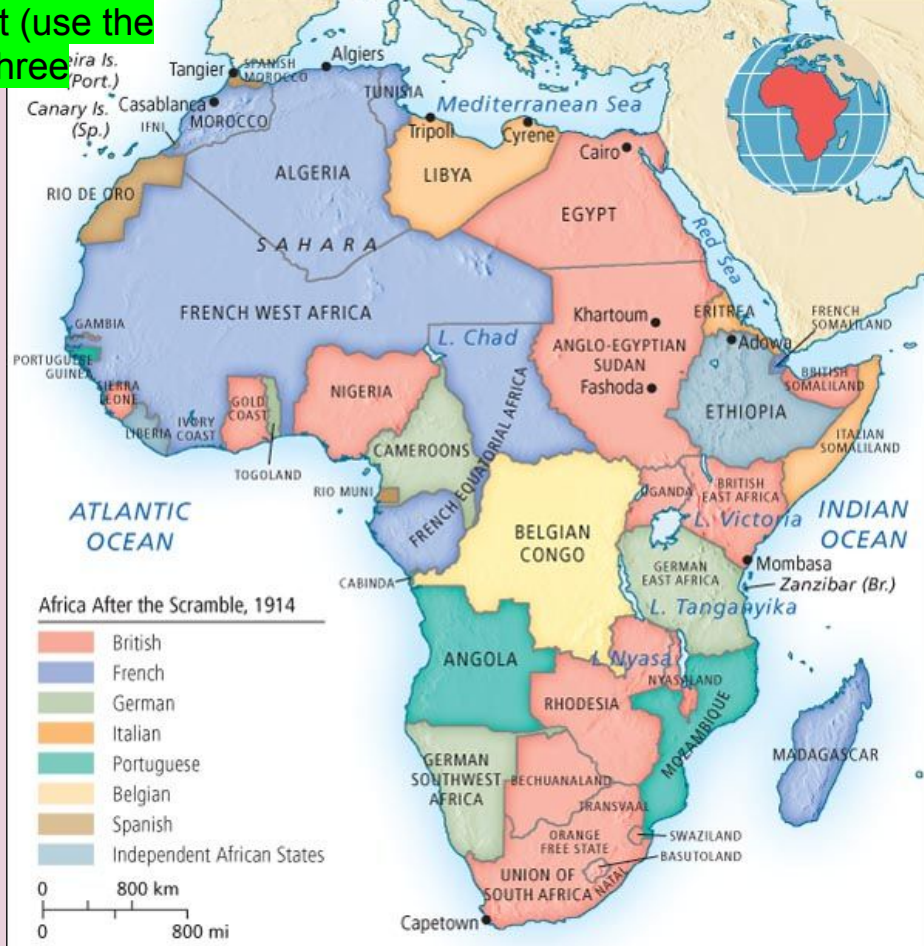 t (use the
hree
eira Is.
(Port.)
Canary Is.
(Sp.)
Tangier
SPANISH
MOROCCO
Algiers
Casablanca
IFNI
MOROCCO
TUNISIA
Mediterranean Sea
Tripoli
Cyrene
Cairo
RIO DE ORO
ALGERIA
LIBYA
EGYPT
SAHARA
Red Sea
FRENCH WEST AFRICA
Khartoum
ERITREA
FRENCH
SOMALILAND
GAMBIA
L. Chad
ANGLO-EGYPTIAN
SUDAN
Adowa
PORTUGUESE
GUINEA
Fashoda
BRITISH
SOMALILAND
SIERRA
LEONE
NIGERIA
GOLD
COAST
ETHIOPIA
LIBERIA
IVORY
COAST
FRENCH EQUATORIAL AFRICA
CAMEROONS
ITALIAN
SOMALILAND
TOGOLAND
RIO MUNI
UGANDA
BRITISH
EAST AFRICA
ATLANTIC
OCEAN
BELGIAN
CONGO
L. Victoria
INDIAN
OCEAN
CABINDA
GERMAN
EAST AFRICA
Mombasa
Zanzibar (Br.)
L. Tanganyika
ANGOLA
L. Nyasa
NYASALAND
RHODESIA
MOZAMBIQUE
MADAGASCAR
GERMAN
SOUTHWEST
AFRICA
BECHUANALAND
TRANSVAAL
ORANGE
FREE STATE
SWAZILAND
BASUTOLAND
UNION OF
SOUTH AFRICA
NATAL
Capetown
Africa After the Scramble, 1914
British
French
German
Italian
Portuguese
Belgian
Spanish
Independent African States
0 800 km
0 800 mi